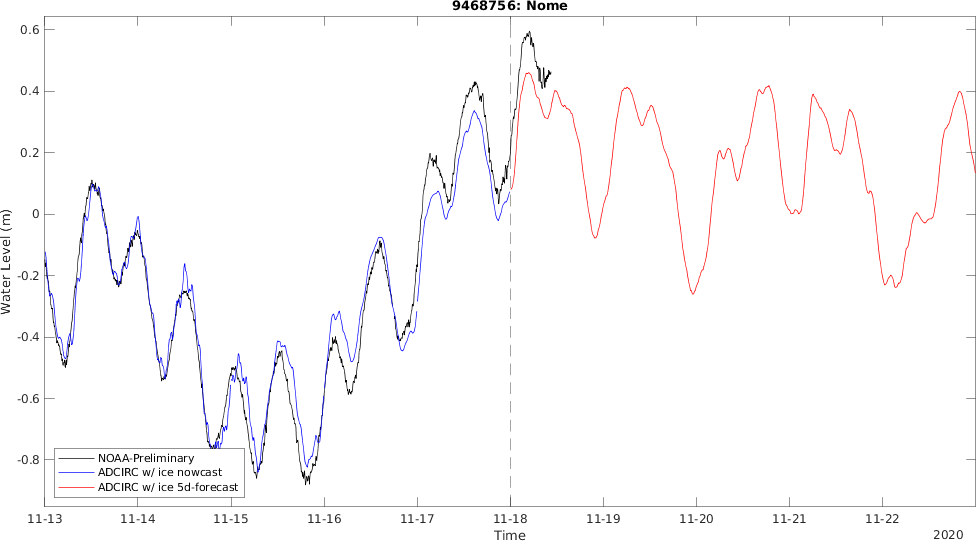 9468756: Nome
0.6
0.4
0.2
0
-0.2
-0.4
-0.6
-0.8
Water Level (m)
NOAA-Preliminary
ADCIRC w/ ice nowcast
ADCIRC w/ ice 5d-forecast
11-13 11-14 11-15 11-16 11-17 11-18 11-19 11-20 11-21 11-22
Time
2020